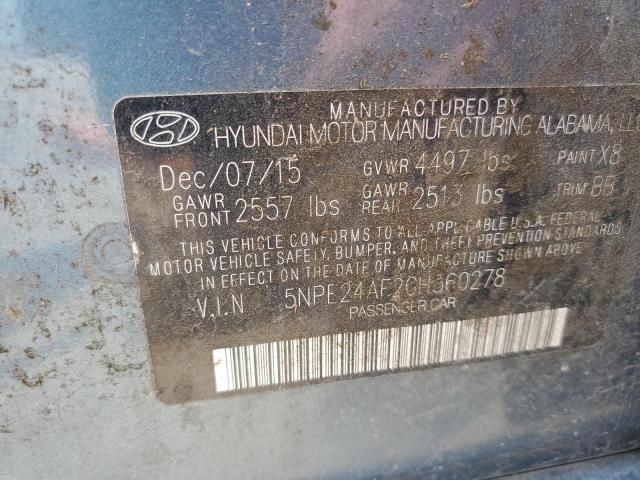 MANUFACTURED BY
HYUNDAI MOTOR MANUFACTURING ALABAMA, LL
Dec/07/15 GVWR 4497 lbs PAINT X8
GAWR FRONT 2557 lbs GAWR REAR 2513 lbs TRIM BB
THIS VEHICLE CONFORMS TO ALL APPLICABLE U.S.A. FEDERAL
MOTOR VEHICLE SAFETY, BUMPER, AND THEFT PREVENTION STANDARDS
IN EFFECT ON THE DATE OF MANUFACTURE SHOWN ABOVE
V.I.N 5NPE24AF2GH360278
PASSENGER CAR